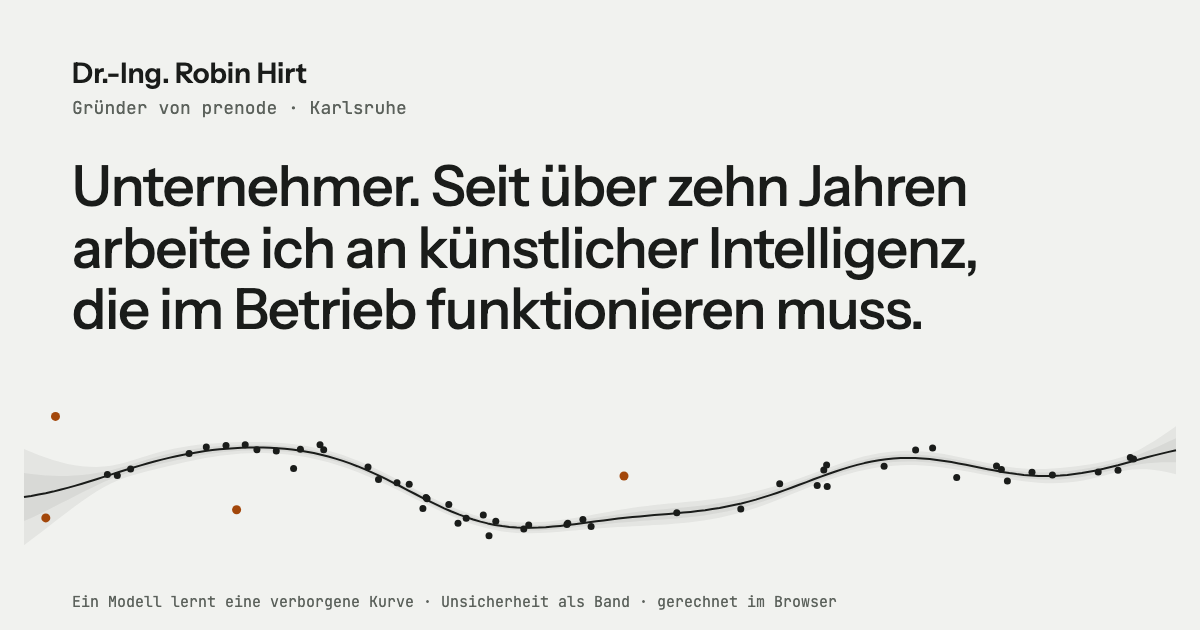 Dr.-Ing. Robin Hirt
Gründer von prenode · Karlsruhe
Unternehmer. Seit über zehn Jahren
arbeite ich an künstlicher Intelligenz,
die im Betrieb funktionieren muss.
Ein Modell lernt eine verborgene Kurve · Unsicherheit als Band · gerechnet im Browser